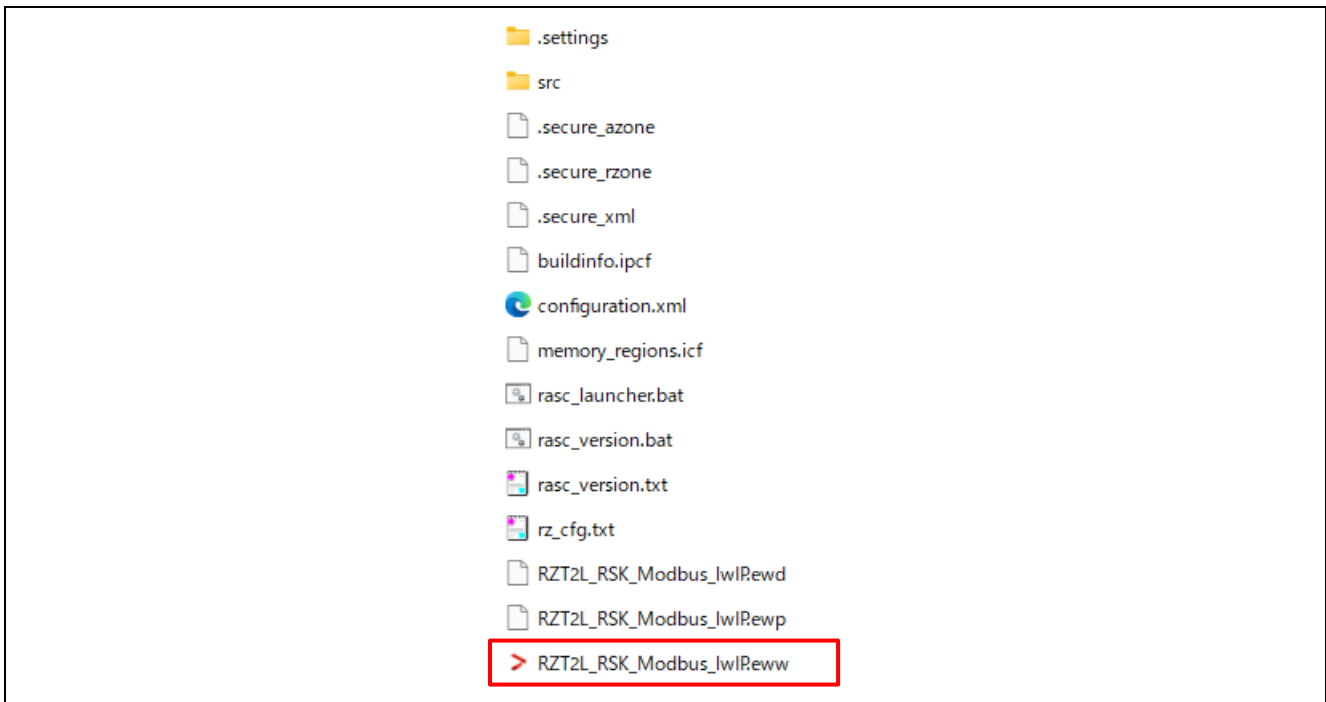 .settings
src
.secure_azone
.secure_rzone
.secure_xml
buildinfo.ipcf
configuration.xml
memory_regions.icf
rasc_launcher.bat
rasc_version.bat
rasc_version.txt
rz_cfg.txt
RZT2L_RSK_Modbus_lwIP.ewd
RZT2L_RSK_Modbus_lwIP.ewp
RZT2L_RSK_Modbus_lwIP.eww